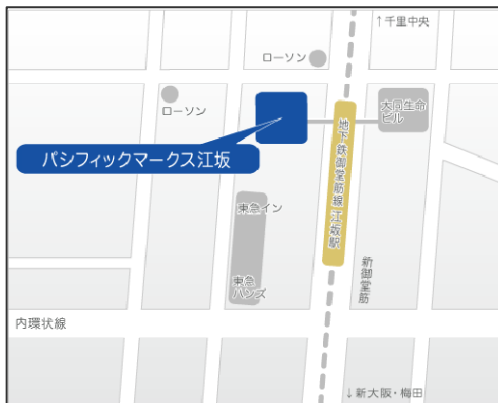 ↑千里中央
ローソン
ローソン
大同生命
ビル
パシフィックマークス江坂
地下鉄御堂筋線江坂駅
東急イン
東急
ハンズ
新御堂筋
内環状線
↓新大阪・梅田